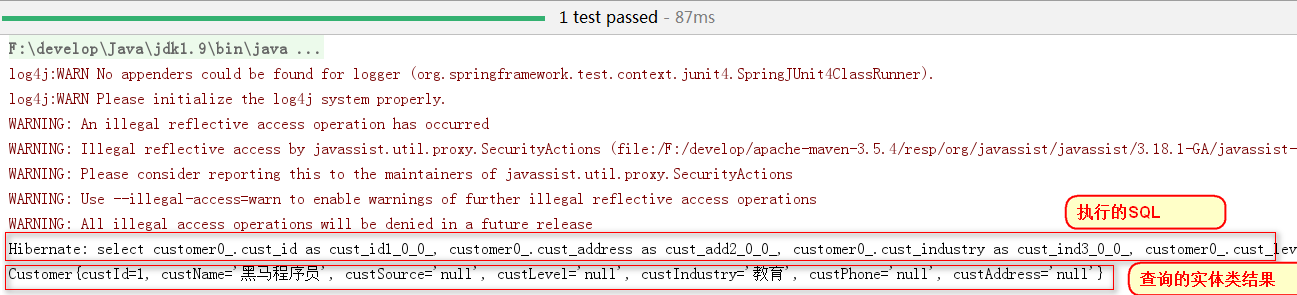 1 test passed - 87ms
F:\develop\Java\jdk1.9\bin\java ...
log4j:WARN No appenders could be found for logger (org.springframework.test.context.junit4.SpringJUnit4ClassRunner).
log4j:WARN Please initialize the log4j system properly.
WARNING: An illegal reflective access operation has occurred
WARNING: Illegal reflective access by javassist.util.proxy.SecurityActions (file:/F:/develop/apache-maven-3.5.4/resp/org/javassist/javassist/3.18.1-GA/javassist-
WARNING: Please consider reporting this to the maintainers of javassist.util.proxy.SecurityActions
WARNING: Use --illegal-access=warn to enable warnings of further illegal reflective access operations
WARNING: All illegal access operations will be denied in a future release
执行的SQL
Hibernate: select customer0_.cust_id as cust_id1_0_0_, customer0_.cust_address as cust_add2_0_0_, customer0_.cust_industry as cust_ind3_0_0_, customer0_.cust_lev
Customer{custId=1, custName='黑马程序员', custSource='null', custLevel='null', custIndustry='教育', custPhone='null', custAddress='null'}
查询的实体类结果